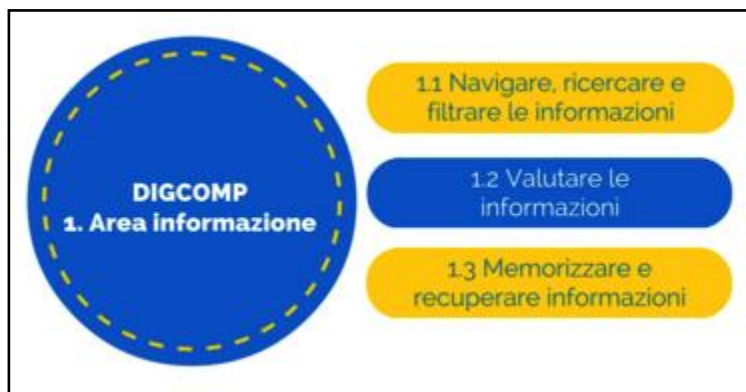 DIGCOMP
1. Area informazione
1.1 Navigare, ricercare e
filtrare le informazioni
1.2 Valutare le
informazioni
1.3 Memorizzare e
recuperare informazioni